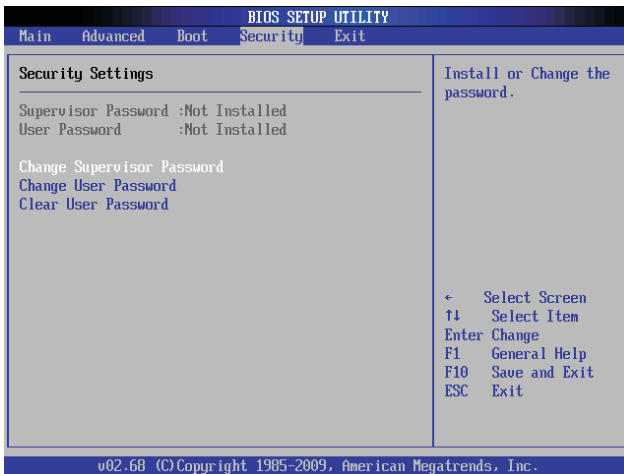 BIOS SETUP UTILITY
Main Advanced Boot Security Exit
Security Settings
Supervisor Password :Not Installed
User Password :Not Installed
Change Supervisor Password
Change User Password
Clear User Password
Install or Change the
password.
← Select Screen
↑↓ Select Item
Enter Change
F1 General Help
F10 Save and Exit
ESC Exit
v02.68 (C)Copyright 1985-2009, American Megatrends, Inc.